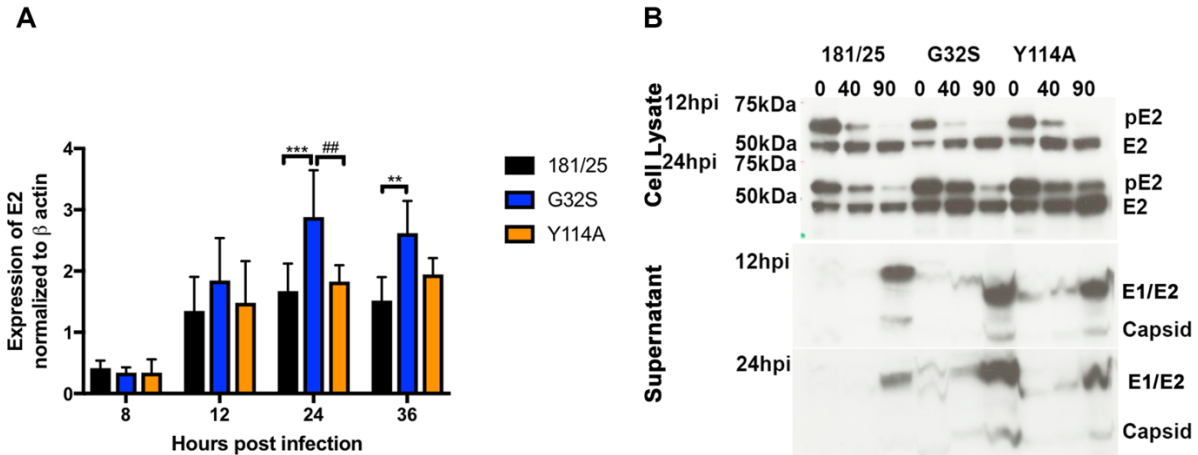 A
Expression of E2
normalized to β actin
4
3
2
1
0
***
##
**
8 12 24 36
Hours post infection
181/25
G32S
Y114A
B
181/25 G32S Y114A
0 40 90 0 40 90 0 40 90
Cell Lysate
12hpi
75kDa
50kDa
pE2
E2
24hpi
75kDa
50kDa
pE2
E2
Supernatant
12hpi
E1/E2
Capsid
24hpi
E1/E2
Capsid